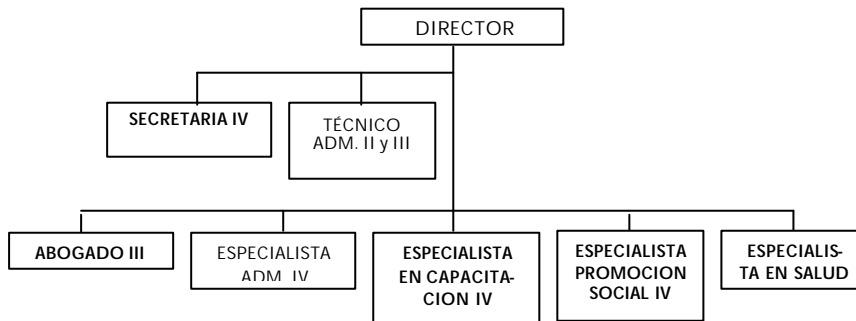 DIRECTOR
SECRETARIA IV
TÉCNICO
ADM. II y III
ABOGADO III
ESPECIALISTA
ADM. IV
ESPECIALISTA
EN CAPACITA-
CION IV
ESPECIALISTA
PROMOCION
SOCIAL IV
ESPECIALIS-
TA EN SALUD